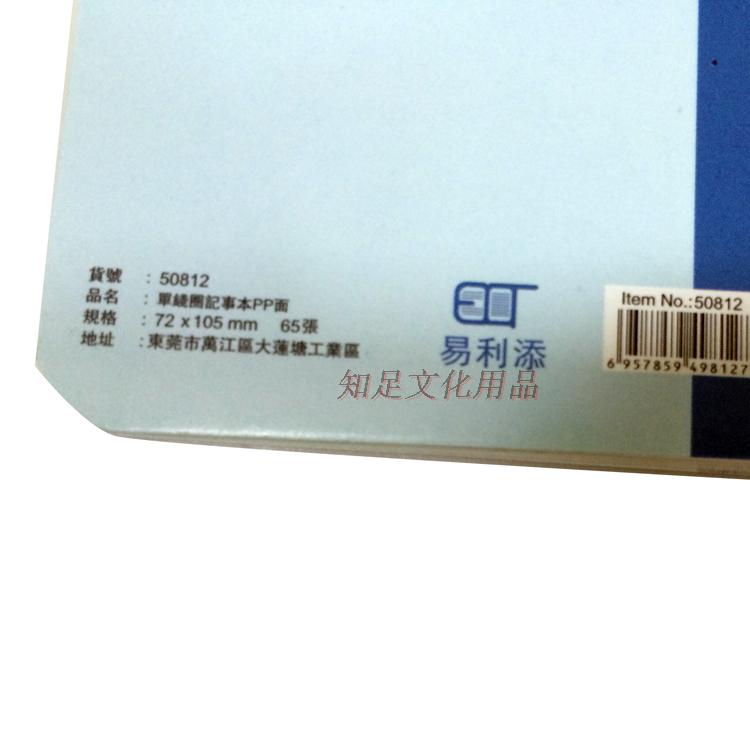 貨號 : 50812
品名 : 單綫圈記事本PP面
規格 : 72 x 105 mm 65張
地址 : 東莞市萬江區大蓮塘工業區
易利添
Item No.:50812
6 957859 498127
知足文化用品